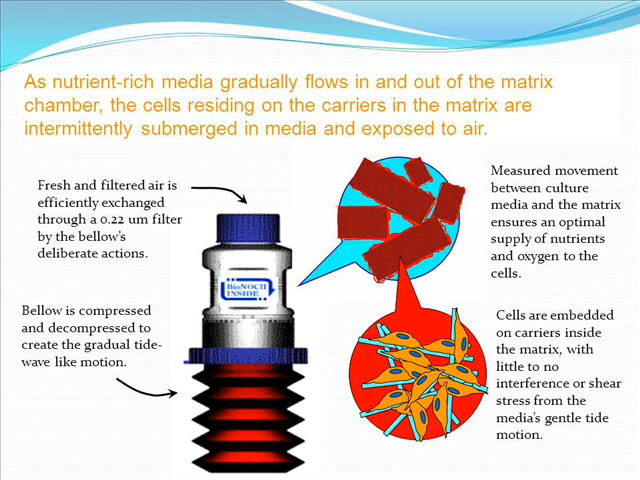 As nutrient-rich media gradually flows in and out of the matrix
chamber, the cells residing on the carriers in the matrix are
intermittently submerged in media and exposed to air.
Fresh and filtered air is
efficiently exchanged
through a 0.22 um filter
by the bellow's
deliberate actions.
Bellow is compressed
and decompressed to
create the gradual tide-
wave like motion.
BioNOCII
INSIDE
Measured movement
between culture
media and the matrix
ensures an optimal
supply of nutrients
and oxygen to the
cells.
Cells are embedded
on carriers inside
the matrix, with
little to no
interference or shear
stress from the
media's gentle tide
motion.